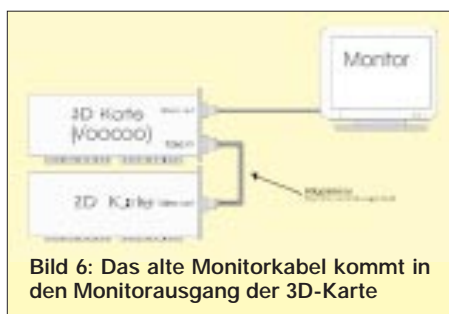 Monitor
3D Karte
(Voodoo)
2D Karte
Bild 6: Das alte Monitorkabel kommt in
den Monitorausgang der 3D-Karte